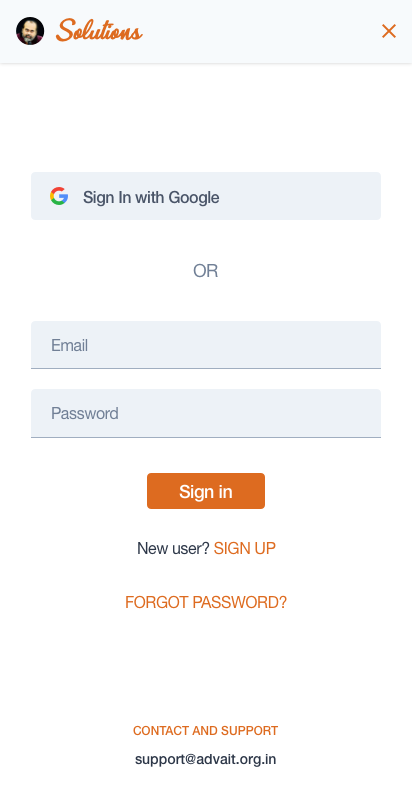 Solutions
Sign In with Google
OR
Email
Password
Sign in
New user? SIGN UP
FORGOT PASSWORD?
CONTACT AND SUPPORT
support@advait.org.in